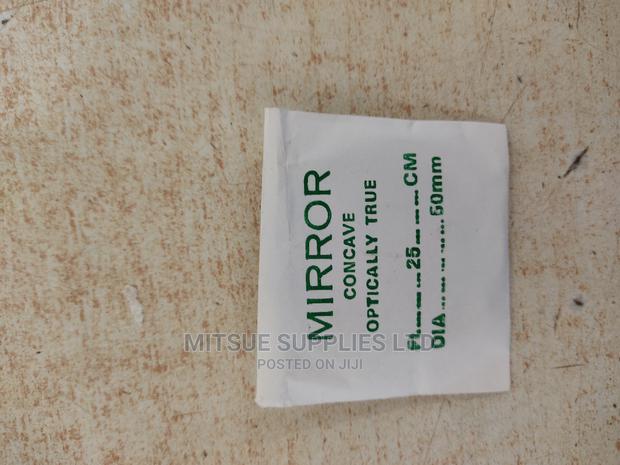 MIRROR
CONCAVE
OPTICALLY TRUE
FL......25......CM
DIA...........50mm
MITSUE SUPPLIES LTD
POSTED ON JIJI